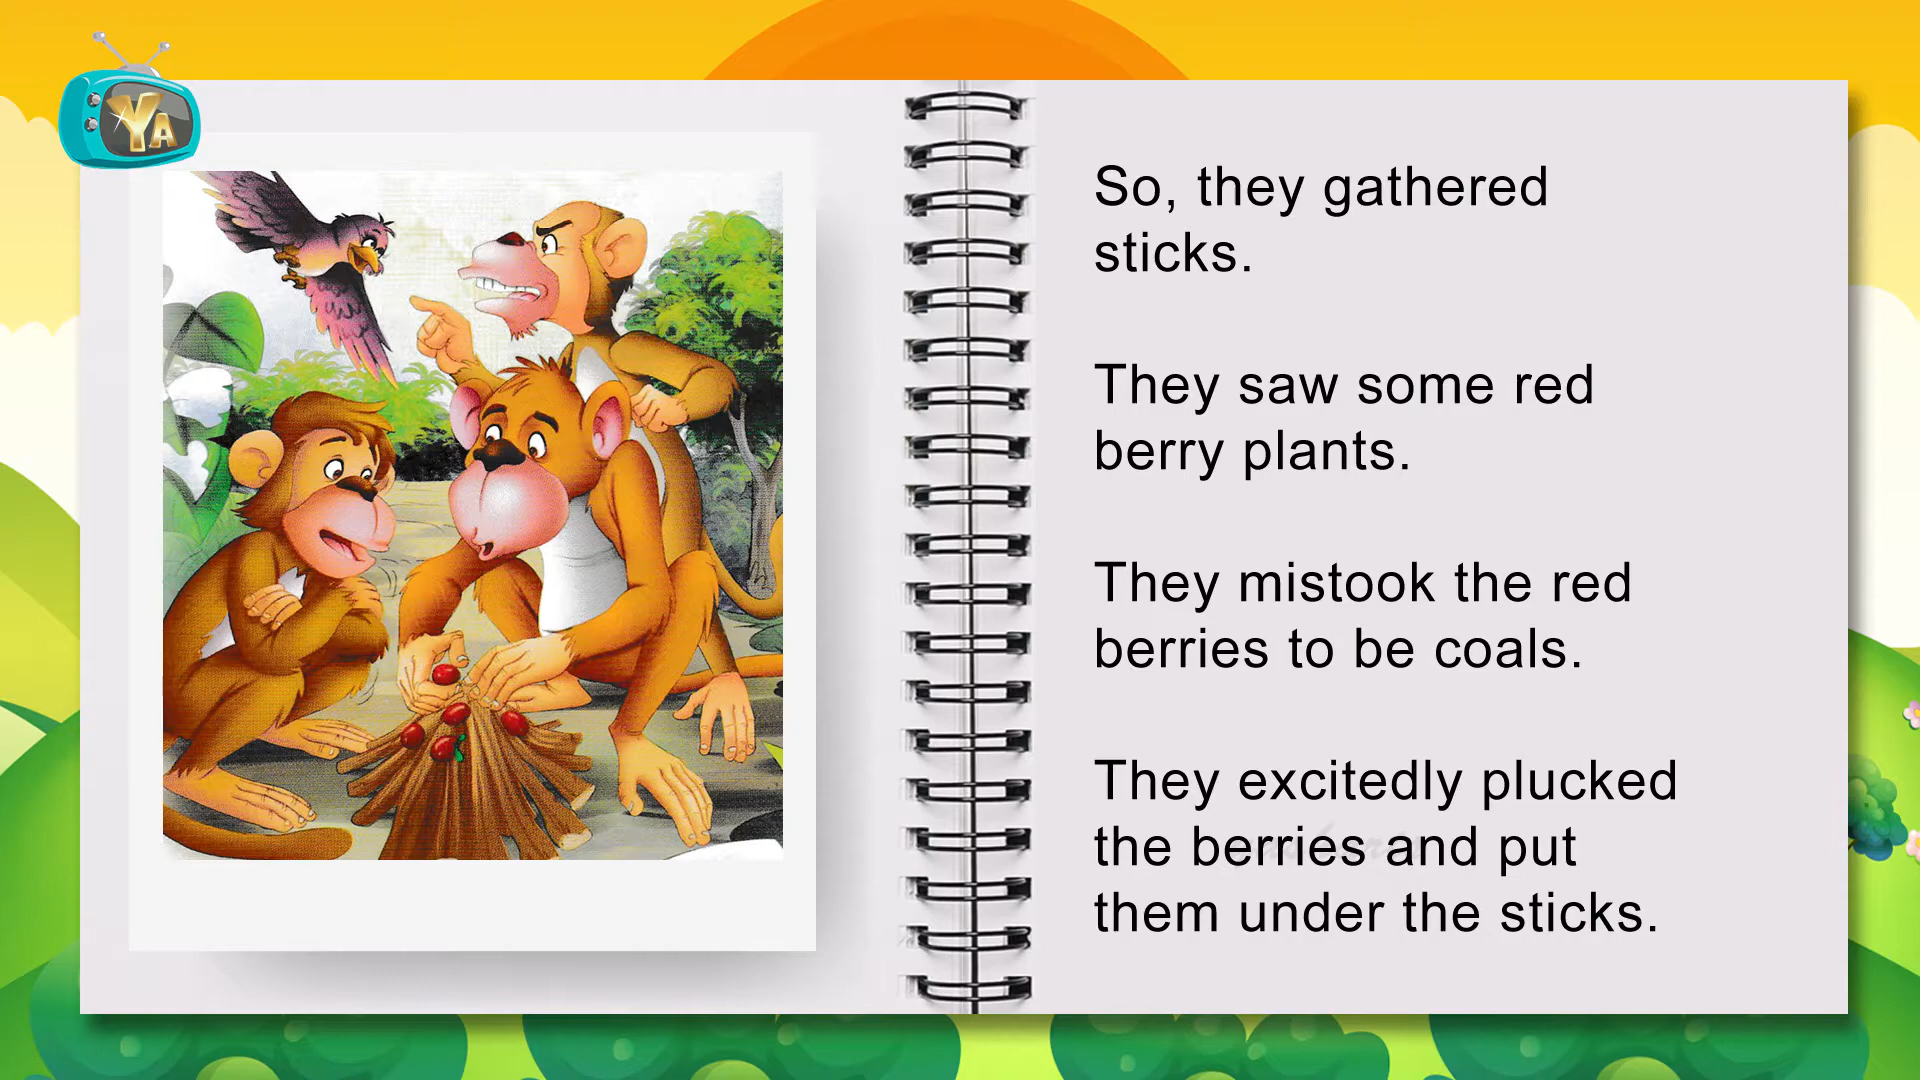 YA
So, they gathered
sticks.
They saw some red
berry plants.
They mistook the red
berries to be coals.
They excitedly plucked
the berries and put
them under the sticks.